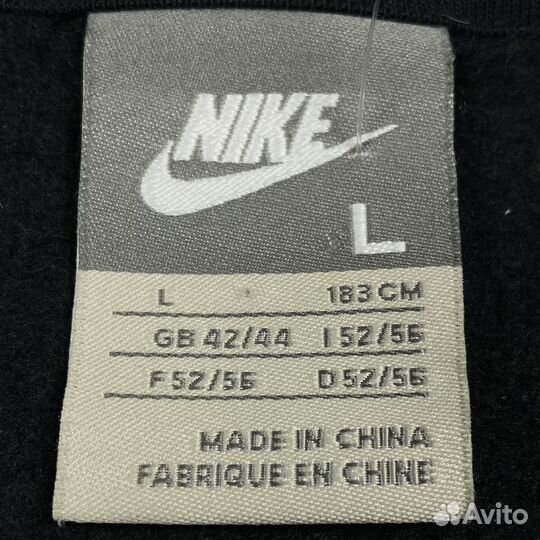 NIKE
L
L 183 CM
GB 42/44 I 52/56
F 52/56 D 52/56
MADE IN CHINA
FABRIQUE EN CHINE
Avito